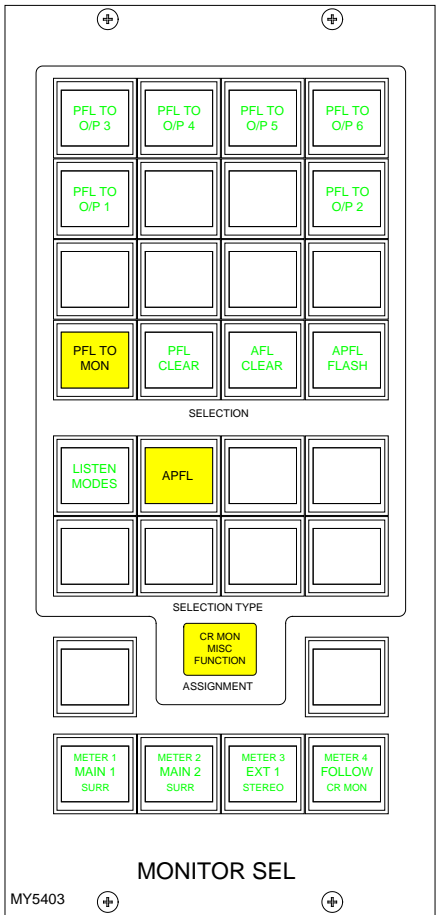 PFL TO
O/P 3
PFL TO
O/P 4
PFL TO
O/P 5
PFL TO
O/P 6
PFL TO
O/P 1
PFL TO
O/P 2
PFL TO
MON
PFL
CLEAR
AFL
CLEAR
APFL
FLASH
SELECTION
LISTEN
MODES
APFL
SELECTION TYPE
CR MON
MISC
FUNCTION
ASSIGNMENT
METER 1
MAIN 1
SURR
METER 2
MAIN 2
SURR
METER 3
EXT 1
STEREO
METER 4
FOLLOW
CR MON
MONITOR SEL
MY5403